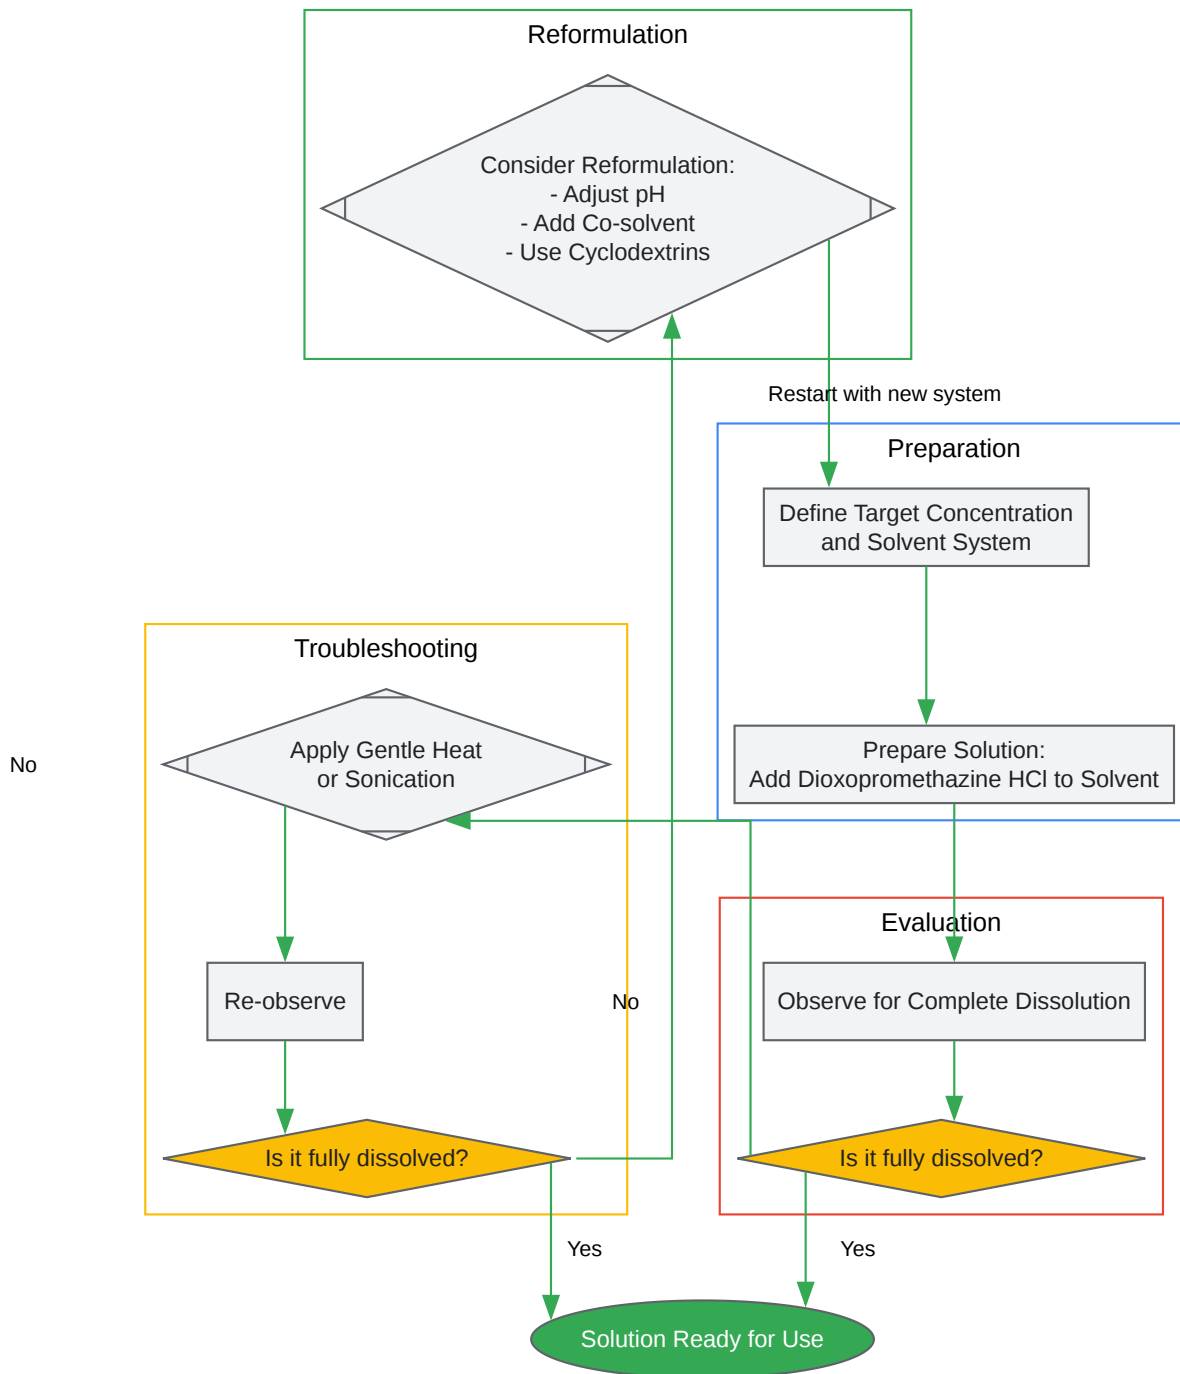 Reformulation
Consider Reformulation:
- Adjust pH
- Add Co-solvent
- Use Cyclodextrins
Restart with new system
Preparation
Define Target Concentration
and Solvent System
Troubleshooting
Apply Gentle Heat
or Sonication
No
Prepare Solution:
Add Dioxopromethazine HCl to Solvent
Evaluation
Re-observe
No
Observe for Complete Dissolution
Is it fully dissolved?
Is it fully dissolved?
Yes
Yes
Solution Ready for Use